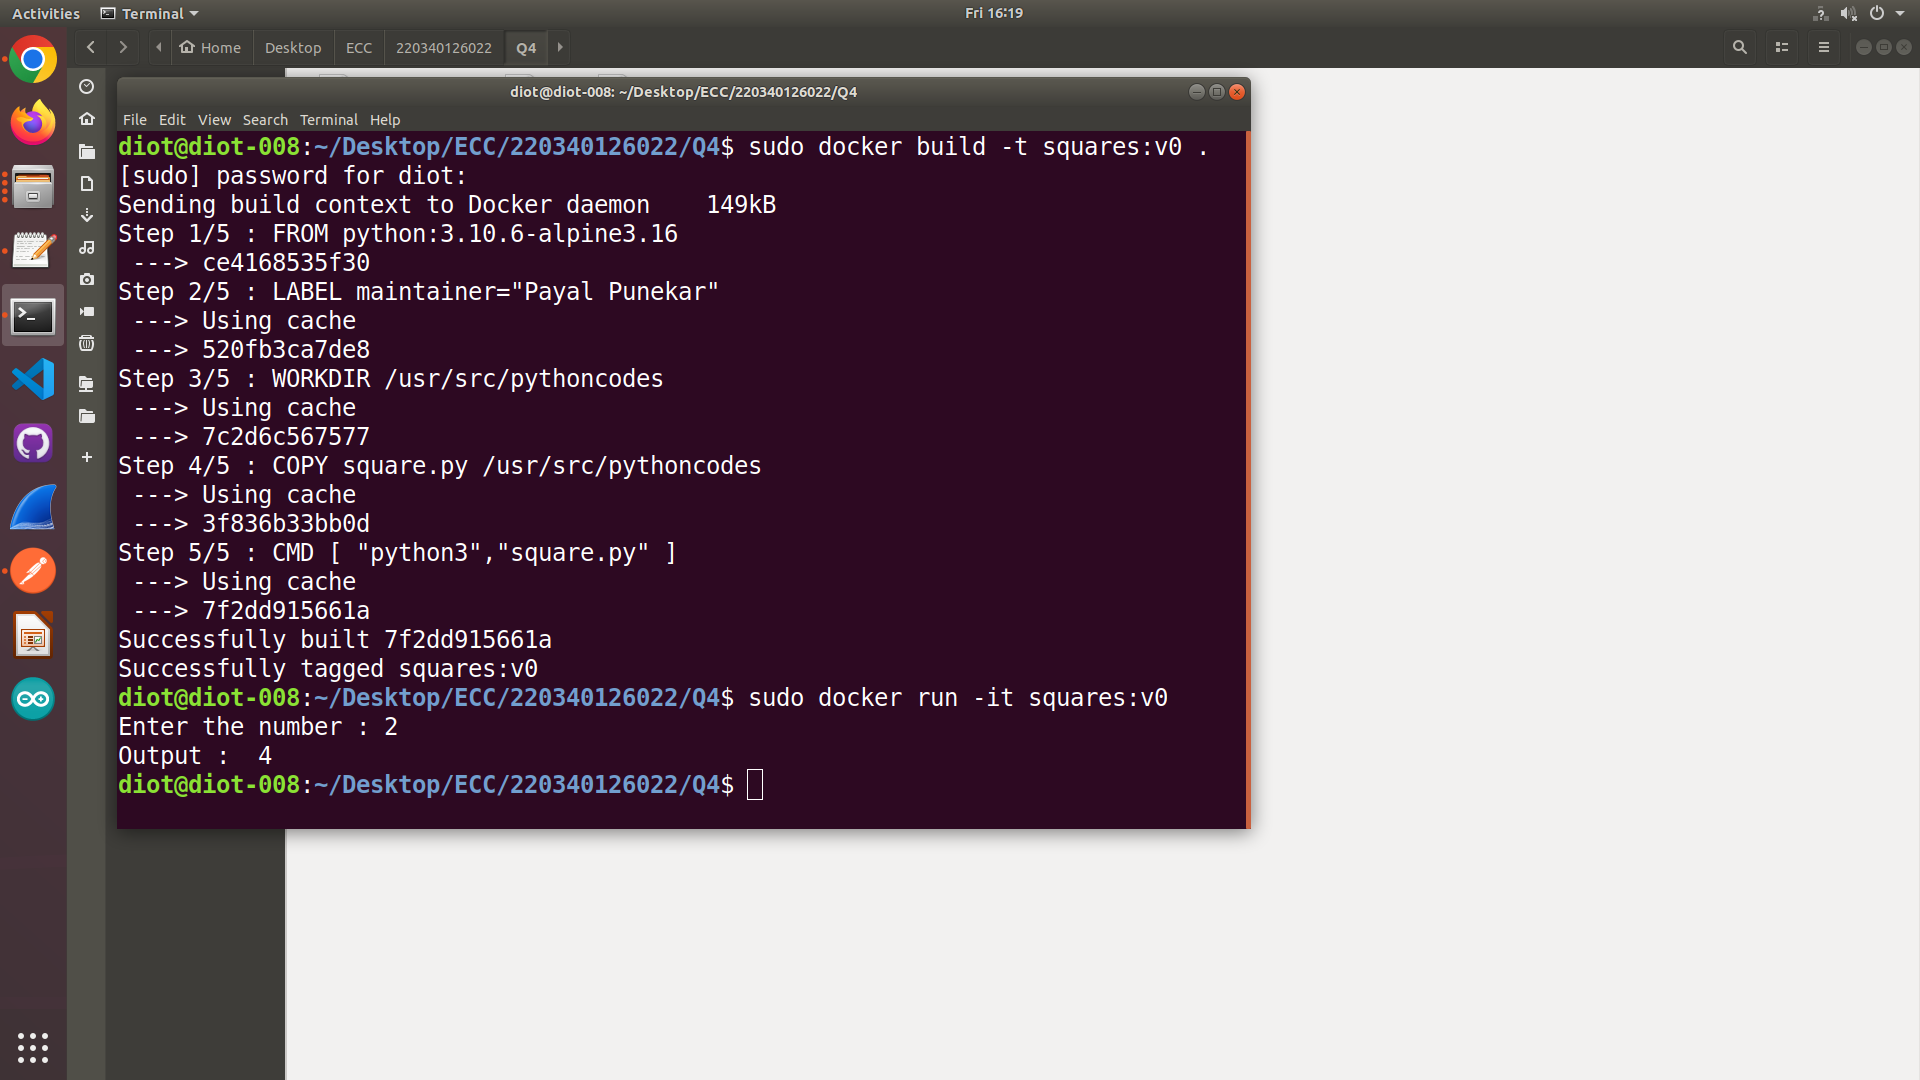 Activities Terminal Fri 16:19
Home Desktop ECC 220340126022 Q4
diot@diot-008: ~/Desktop/ECC/220340126022/Q4
File Edit View Search Terminal Help
diot@diot-008:~/Desktop/ECC/220340126022/Q4$ sudo docker build -t squares:v0 .
[sudo] password for diot:
Sending build context to Docker daemon    149kB
Step 1/5 : FROM python:3.10.6-alpine3.16
 ---> ce4168535f30
Step 2/5 : LABEL maintainer="Payal Punekar"
 ---> Using cache
 ---> 520fb3ca7de8
Step 3/5 : WORKDIR /usr/src/pythoncodes
 ---> Using cache
 ---> 7c2d6c567577
Step 4/5 : COPY square.py /usr/src/pythoncodes
 ---> Using cache
 ---> 3f836b33bb0d
Step 5/5 : CMD [ "python3","square.py" ]
 ---> Using cache
 ---> 7f2dd915661a
Successfully built 7f2dd915661a
Successfully tagged squares:v0
diot@diot-008:~/Desktop/ECC/220340126022/Q4$ sudo docker run -it squares:v0
Enter the number : 2
Output :  4
diot@diot-008:~/Desktop/ECC/220340126022/Q4$